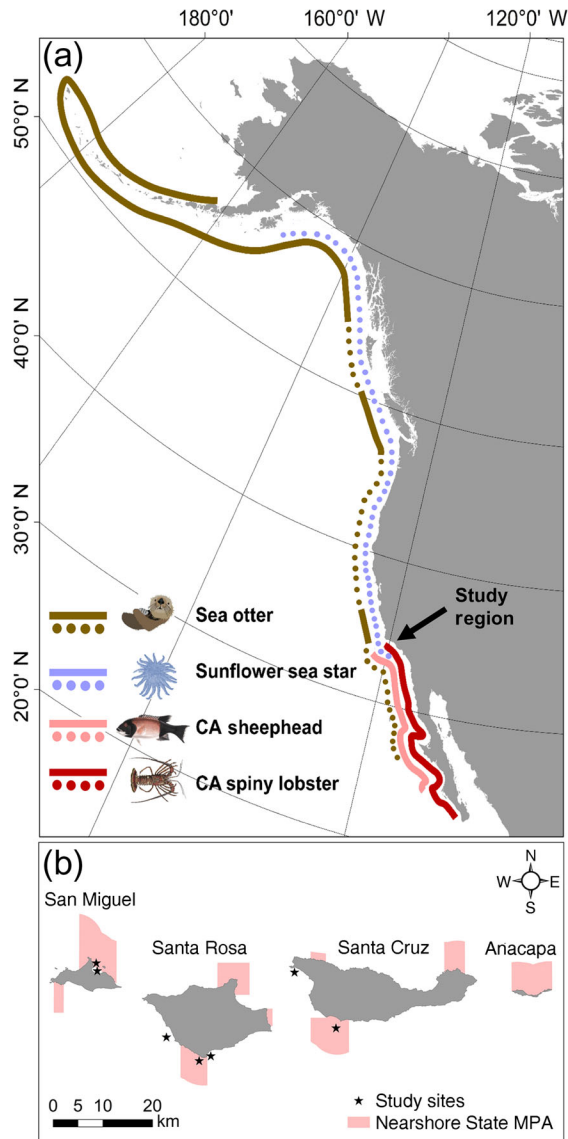 180°0' 160°0' W 120°0' W
(a)
50°0' N
40°0' N
30°0' N
20°0' N
Study
region
Sea otter
Sunflower sea star
CA sheephead
CA spiny lobster
(b)
N
W E
S
San Miguel
Santa Rosa
Santa Cruz
Anacapa
0 5 10 20
km
Study sites
Nearshore State MPA